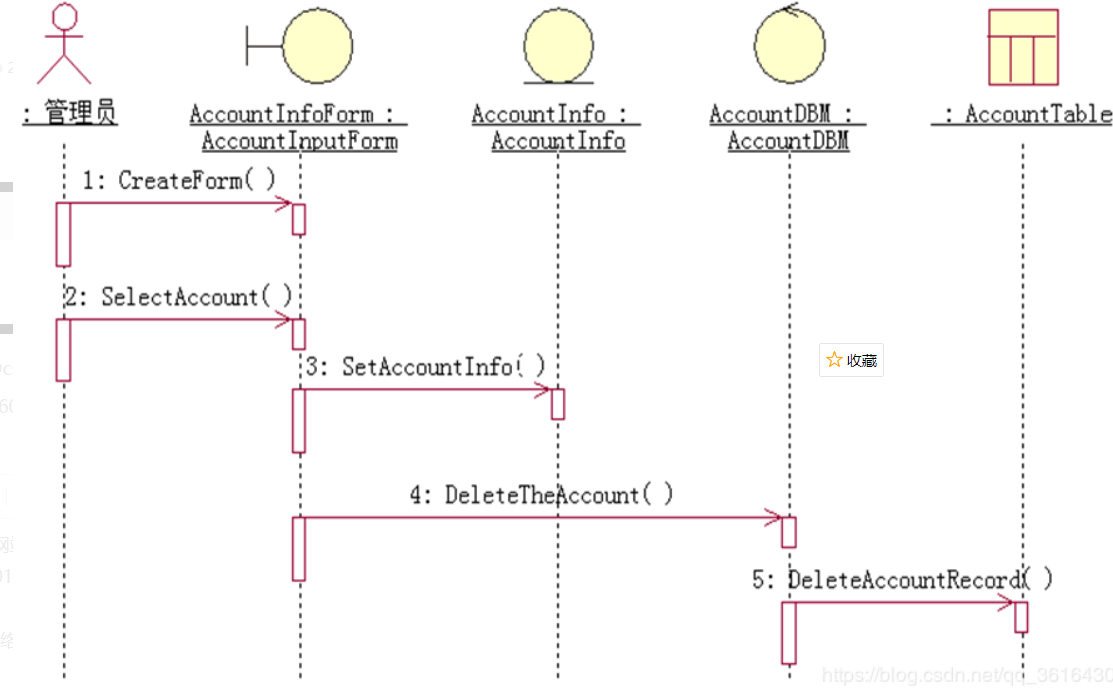 : 管理员
AccountInfoForm :
AccountInputForm
AccountInfo :
AccountInfo
AccountDBM :
AccountDBM
: AccountTable
1: CreateForm( )
2: SelectAccount( )
3: SetAccountInfo( )
收藏
4: DeleteTheAccount( )
5: DeleteAccountRecord( )
https://blog.csdn.net/qq_3616430